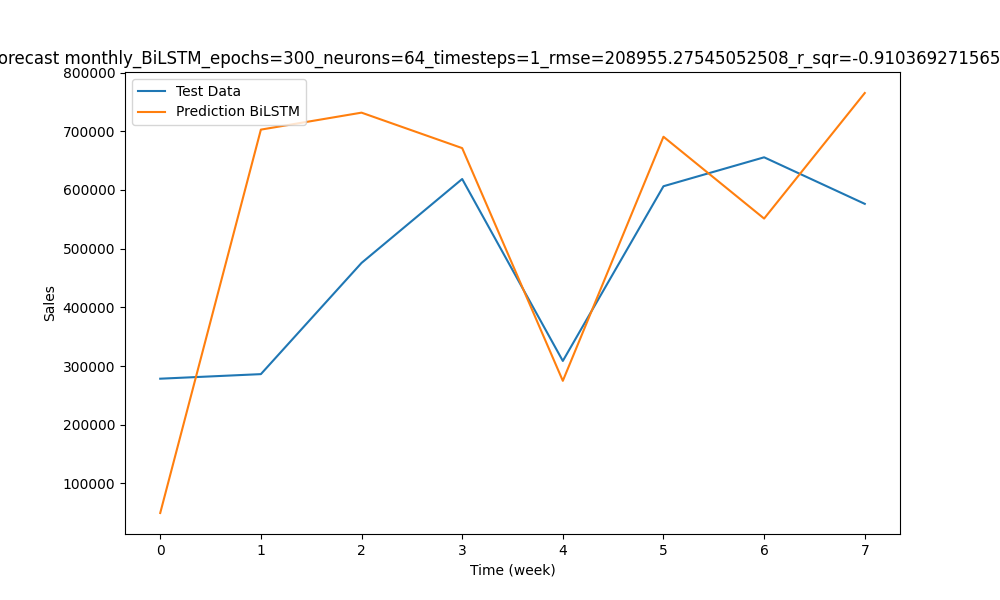 orecast monthly_BiLSTM_epochs=300_neurons=64_timesteps=1_rmse=208955.27545052508_r_sqr=-0.910369271565
800000
700000
600000
500000
400000
300000
200000
100000
Sales
Test Data
Prediction BiLSTM
0 1 2 3 4 5 6 7
Time (week)